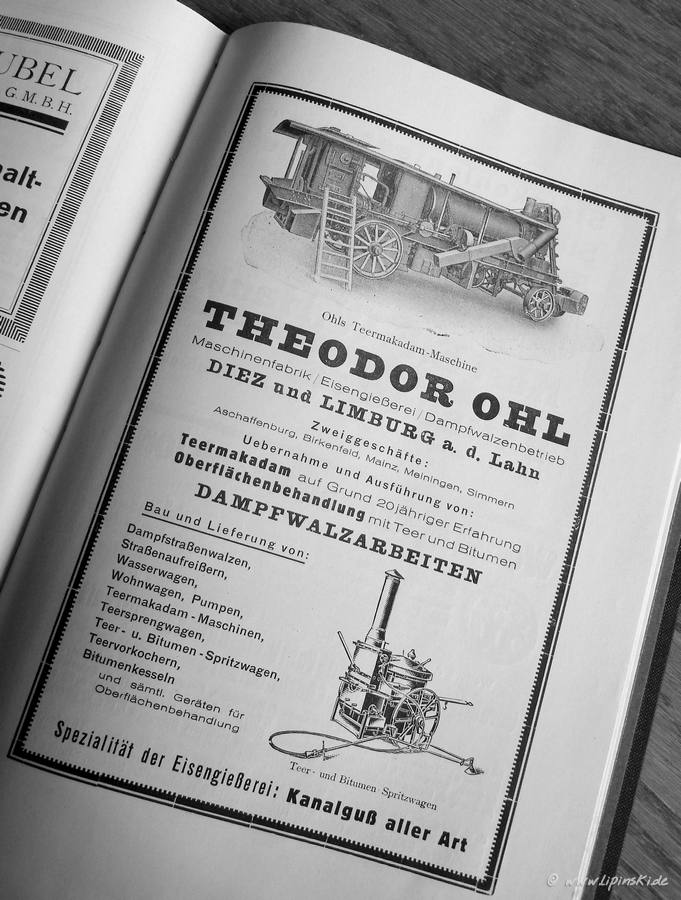 UBEL
G. M. B. H.
halt-
en
Ohls Teermakadam-Maschine
THEODOR OHL
Maschinenfabrik / Eisengießerei / Dampfwalzenbetrieb
DIEZ und LIMBURG a. d. Lahn
Zweiggeschäfte:
Aschaffenburg, Birkenfeld, Mainz, Meiningen, Simmern
Uebernahme und Ausführung von:
Teermakadam auf Grund 20jähriger Erfahrung
Oberflächenbehandlung mit Teer und Bitumen
DAMPFWALZARBEITEN
Bau und Lieferung von:
Dampfstraßenwalzen,
Straßenaufreißern,
Wasserwagen,
Wohnwagen, Pumpen,
Teermakadam-Maschinen,
Teersprengwagen,
Teer- u. Bitumen-Spritzwagen,
Teervorkochern,
Bitumenkesseln
und sämtl. Geräten für
Oberflächenbehandlung
Teer- und Bitumen-Spritzwagen
Spezialität der Eisengießerei: Kanalguß aller Art
© www.lipinski.de